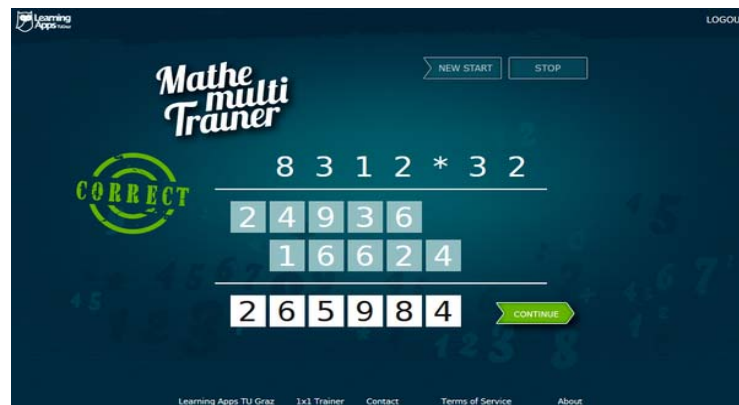 Learning
Apps TUGraz
LOGOU
Mathe
multi
Trainer
NEW START
STOP
8 3 1 2 * 3 2
CORRECT
2 4 9 3 6
1 6 6 2 4
2 6 5 9 8 4
CONTINUE
Learning Apps TU Graz 1x1 Trainer Contact Terms of Service About